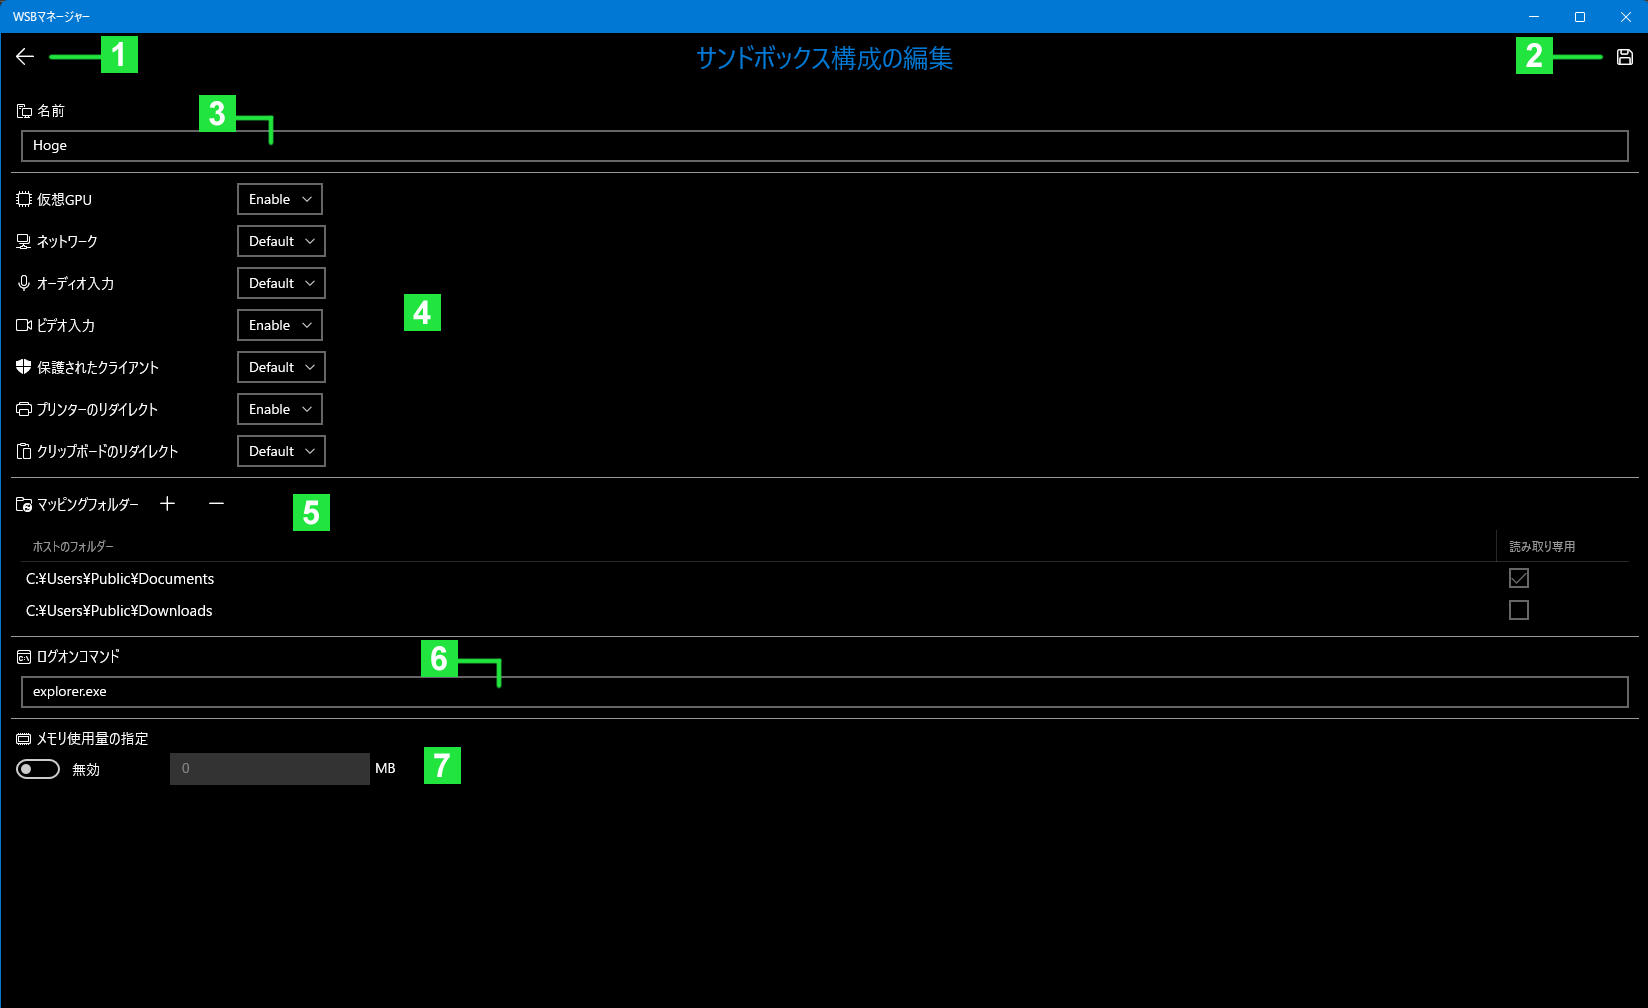 WSBマネージャー
1
サンドボックス構成の編集
2
名前
3
Hoge
仮想GPU Enable
ネットワーク Default
オーディオ入力 Default
4
ビデオ入力 Enable
保護されたクライアント Default
プリンターのリダイレクト Enable
クリップボードのリダイレクト Default
マッピングフォルダー
5
ホストのフォルダー 読み取り専用
C:¥Users¥Public¥Documents
C:¥Users¥Public¥Downloads
ログオンコマンド
6
explorer.exe
メモリ使用量の指定
無効 0 MB
7